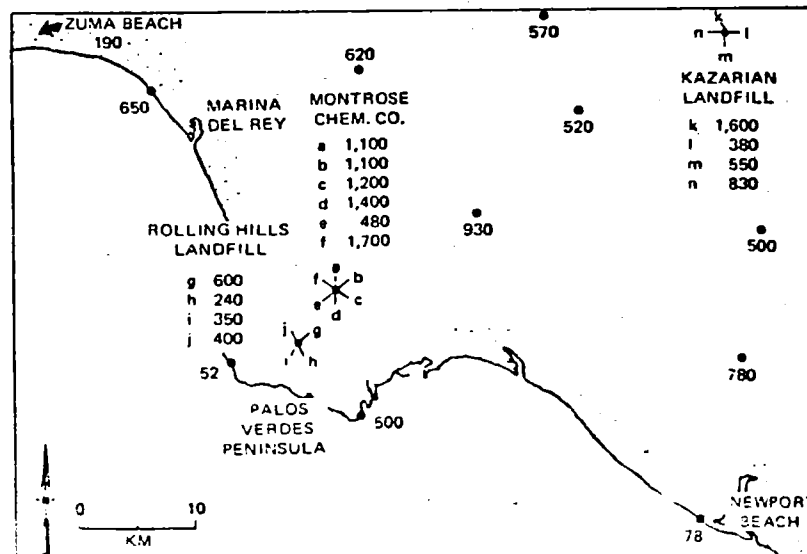 ZUMA BEACH
190
650
MARINA
DEL REY
620
MONTROSE
CHEM. CO.
a 1,100
b 1,100
c 1,200
d 1,400
e 480
f 1,700
570
520
930
k
n l
m
KAZARIAN
LANDFILL
k 1,600
l 380
m 550
n 830
500
ROLLING HILLS
LANDFILL
g 600
h 240
i 350
j 400
f b
e c
d
j g
i h
52
PALOS
VERDES
PENINSULA
500
780
NEWPORT
BEACH
78
0 10
KM